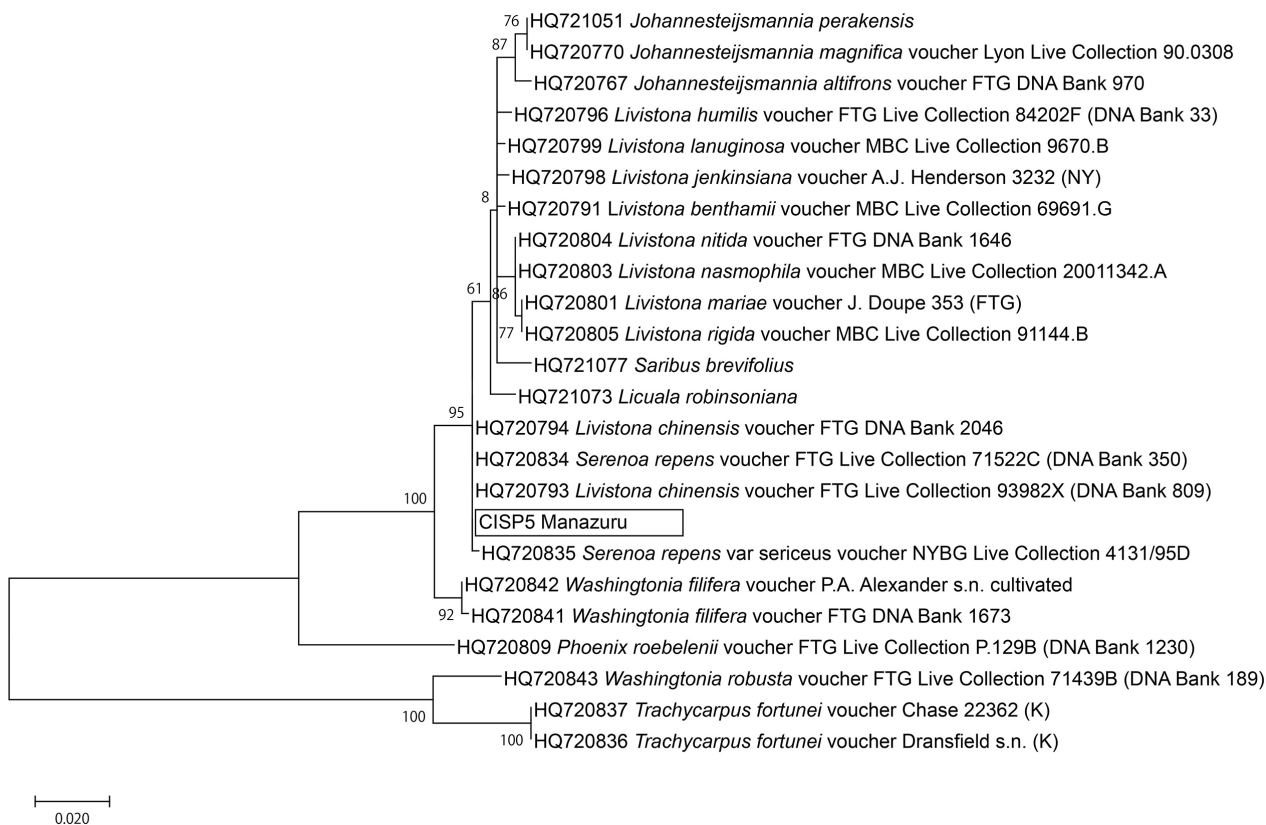 76
HQ721051 Johannesteijsmannia perakensis
87
HQ720770 Johannesteijsmannia magnifica voucher Lyon Live Collection 90.0308
HQ720767 Johannesteijsmannia altifrons voucher FTG DNA Bank 970
HQ720796 Livistona humilis voucher FTG Live Collection 84202F (DNA Bank 33)
HQ720799 Livistona lanuginosa voucher MBC Live Collection 9670.B
HQ720798 Livistona jenkinsiana voucher A.J. Henderson 3232 (NY)
8
HQ720791 Livistona benthamii voucher MBC Live Collection 69691.G
HQ720804 Livistona nitida voucher FTG DNA Bank 1646
HQ720803 Livistona nasmophila voucher MBC Live Collection 20011342.A
61
86
HQ720801 Livistona mariae voucher J. Doupe 353 (FTG)
77
HQ720805 Livistona rigida voucher MBC Live Collection 91144.B
HQ721077 Saribus brevifolius
HQ721073 Licuala robinsoniana
95
HQ720794 Livistona chinensis voucher FTG DNA Bank 2046
HQ720834 Serenoa repens voucher FTG Live Collection 71522C (DNA Bank 350)
100
HQ720793 Livistona chinensis voucher FTG Live Collection 93982X (DNA Bank 809)
CISP5 Manazuru
HQ720835 Serenoa repens var sericeus voucher NYBG Live Collection 4131/95D
HQ720842 Washingtonia filifera voucher P.A. Alexander s.n. cultivated
92
HQ720841 Washingtonia filifera voucher FTG DNA Bank 1673
HQ720809 Phoenix roebelenii voucher FTG Live Collection P.129B (DNA Bank 1230)
HQ720843 Washingtonia robusta voucher FTG Live Collection 71439B (DNA Bank 189)
100
HQ720837 Trachycarpus fortunei voucher Chase 22362 (K)
100
HQ720836 Trachycarpus fortunei voucher Dransfield s.n. (K)
0.020